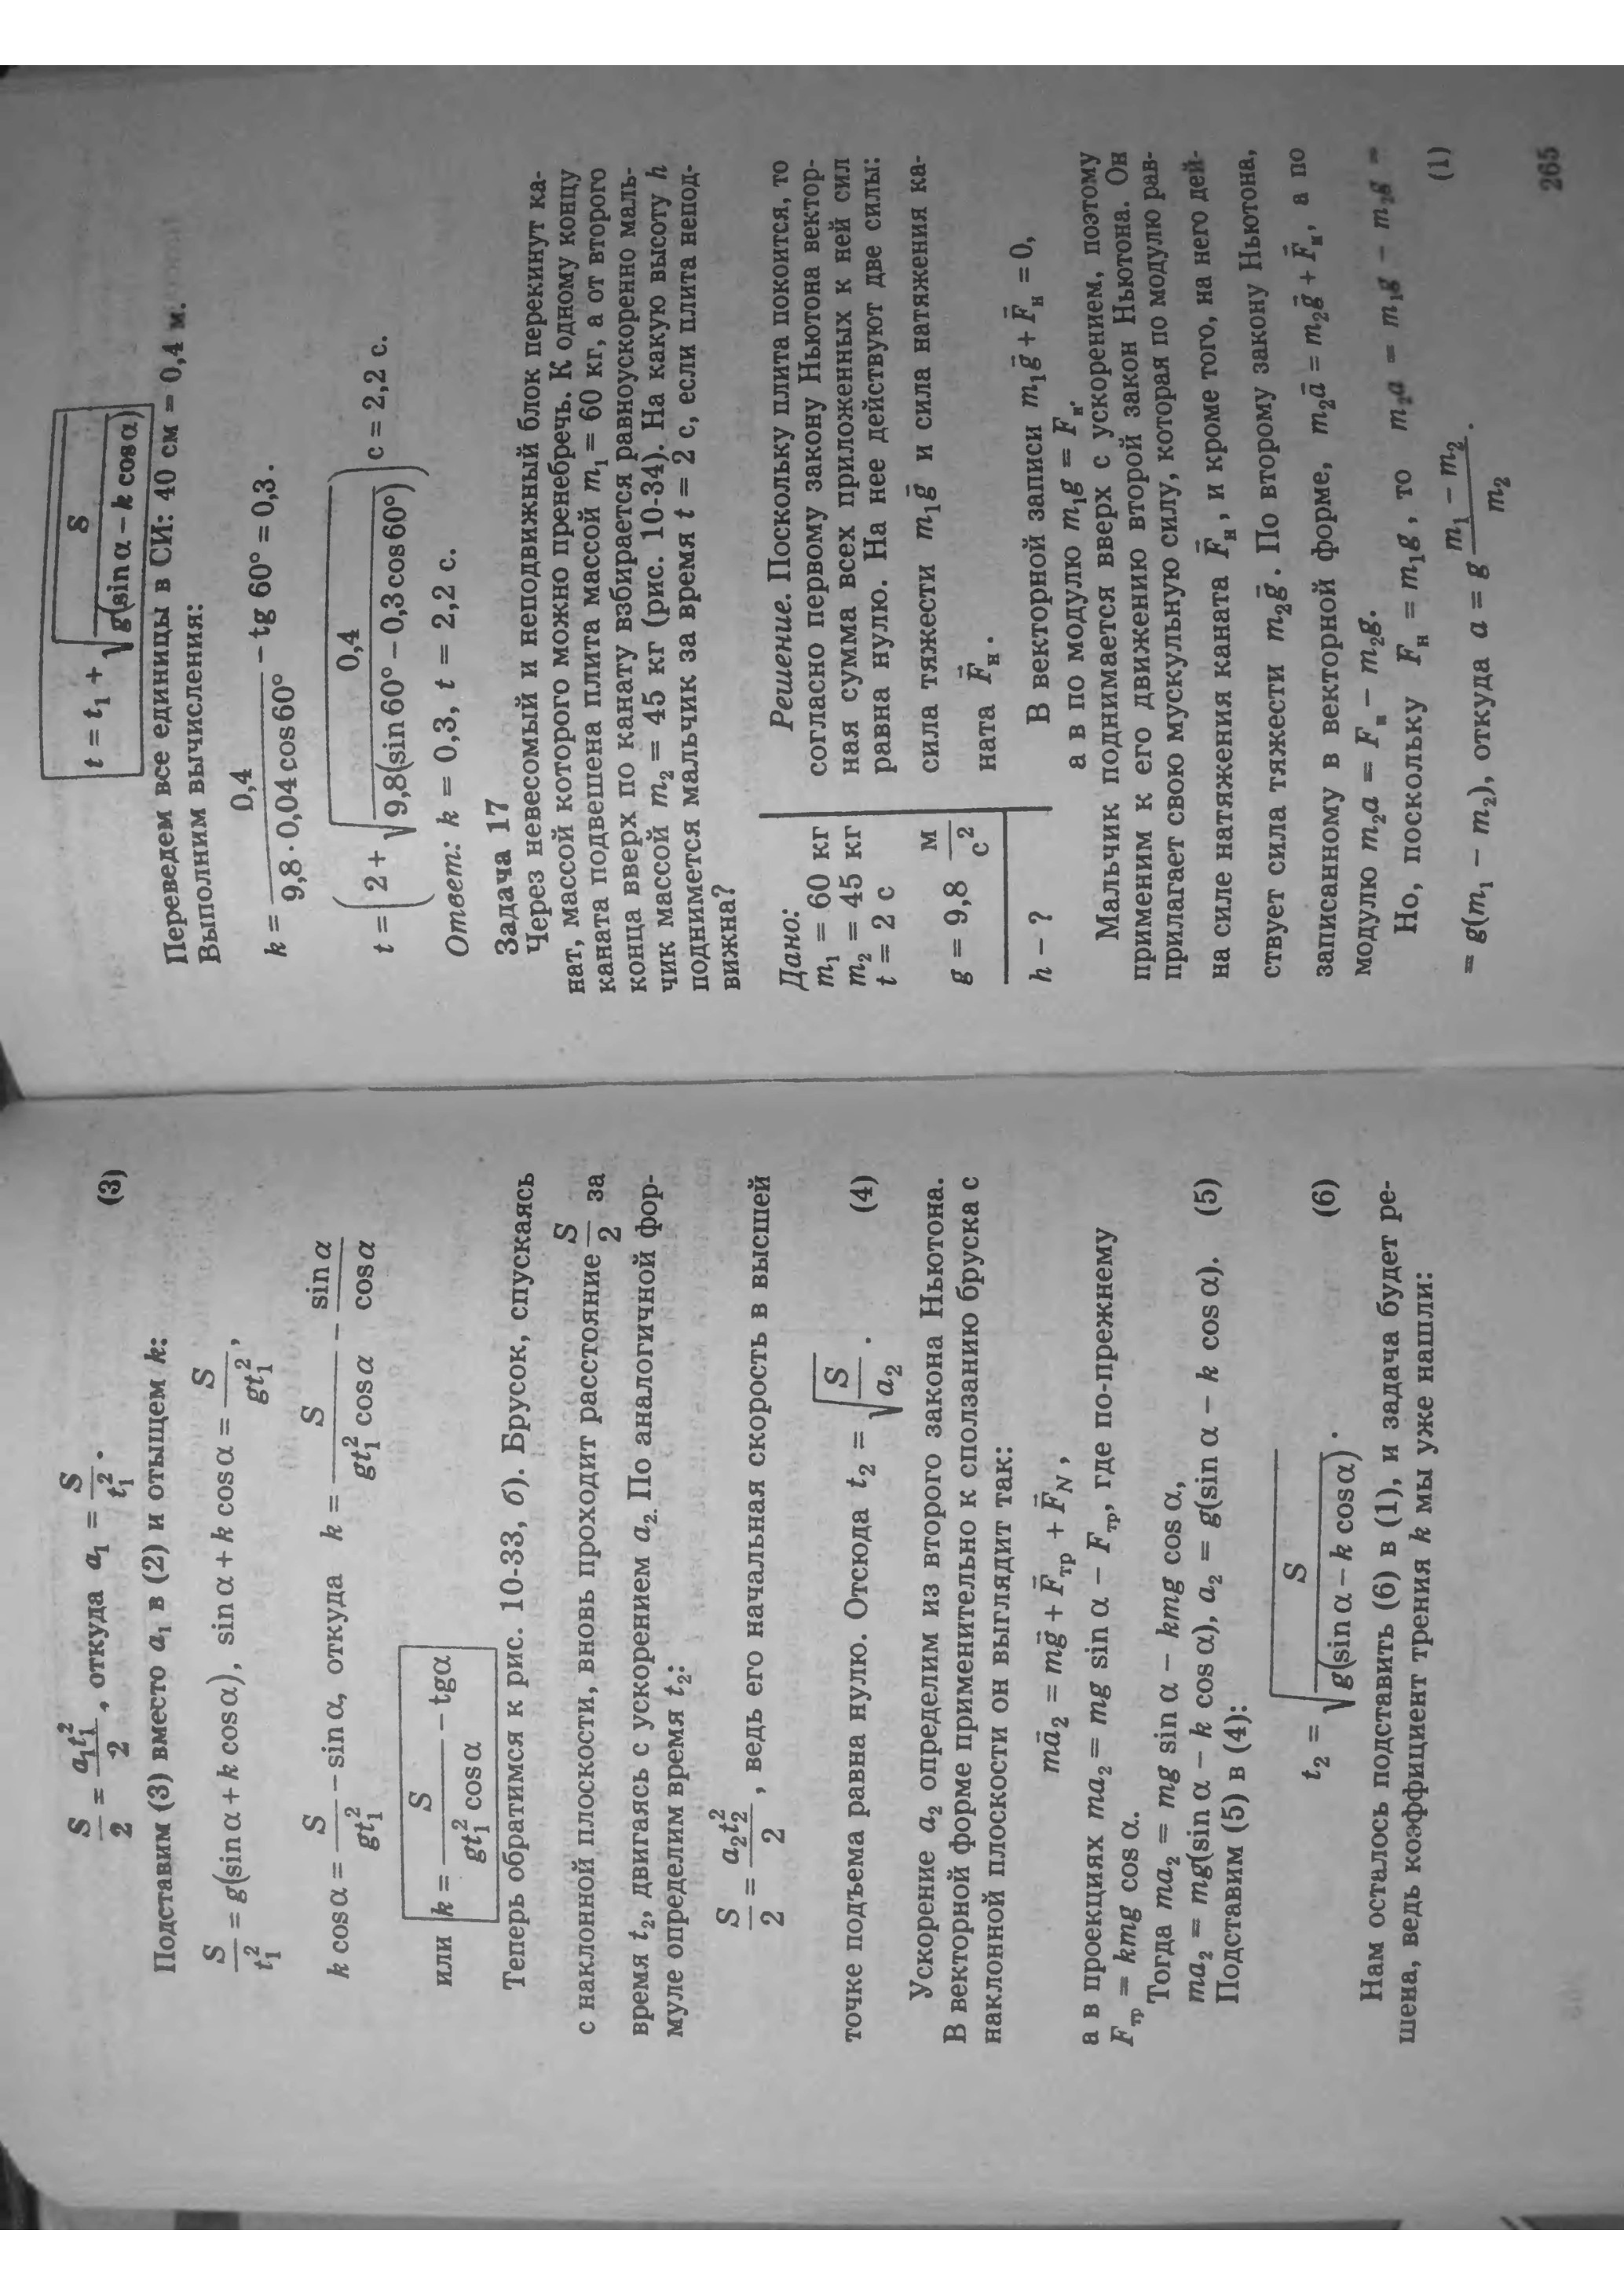 S/2 = a₁t₁²/2, откуда a₁ = S/t₁². (3)
Подставим (3) вместо a₁ в (2) и отыщем k:
S/t₁² = g(sin α + k cos α), sin α + k cos α = S/gt₁²,
k cos α = S/gt₁² − sin α, откуда k = S/gt₁² cos α − sin α/cos α
или k = S/gt₁² cos α − tgα
Теперь обратимся к рис. 10-33, б). Брусок, спускаясь
с наклонной плоскости, вновь проходит расстояние S/2 за
время t₂, двигаясь с ускорением a₂. По аналогичной фор-
муле определим время t₂:
S/2 = a₂t₂²/2, ведь его начальная скорость в высшей
точке подъема равна нулю. Отсюда t₂ = √(S/a₂). (4)
Ускорение a₂ определим из второго закона Ньютона.
В векторной форме применительно к сползанию бруска с
наклонной плоскости он выглядит так:
ma⃗₂ = mg⃗ + F⃗тр + F⃗N,
а в проекциях ma₂ = mg sin α − Fтр, где по-прежнему
Fтр = kmg cos α.
Тогда ma₂ = mg sin α − kmg cos α,
ma₂ = mg(sin α − k cos α), a₂ = g(sin α − k cos α). (5)
Подставим (5) в (4):
t₂ = √(S/g(sin α − k cos α)). (6)
Нам осталось подставить (6) в (1), и задача будет ре-
шена, ведь коэффициент трения k мы уже нашли:
t = t₁ + √(S/g(sin α − k cos α))
Переведем все единицы в СИ: 40 см = 0,4 м.
Выполним вычисления:
k = 0,4/9,8 · 0,04 cos 60° − tg 60° = 0,3.
t = (2 + √(0,4/9,8(sin 60° − 0,3 cos 60°))) с = 2,2 с.
Ответ: k = 0,3, t = 2,2 с.
Задача 17
Через невесомый и неподвижный блок перекинут ка-
нат, массой которого можно пренебречь. К одному концу
каната подвешена плита массой m₁ = 60 кг, а от второго
конца вверх по канату взбирается равноускоренно маль-
чик массой m₂ = 45 кг (рис. 10-34). На какую высоту h
поднимется мальчик за время t = 2 с, если плита непод-
вижна?
Дано:
m₁ = 60 кг
m₂ = 45 кг
t = 2 с
g = 9,8 м/с²
h − ?
Решение. Поскольку плита покоится, то
согласно первому закону Ньютона вектор-
ная сумма всех приложенных к ней сил
равна нулю. На нее действуют две силы:
сила тяжести m₁g⃗ и сила натяжения ка-
ната F⃗н.
В векторной записи m₁g⃗ + F⃗н = 0,
а в по модулю m₁g = Fн.
Мальчик поднимается вверх с ускорением, поэтому
применим к его движению второй закон Ньютона. Он
прилагает свою мускульную силу, которая по модулю рав-
на силе натяжения каната F⃗н, и кроме того, на него дей-
ствует сила тяжести m₂g⃗. По второму закону Ньютона,
записанному в векторной форме, m₂a⃗ = m₂g⃗ + F⃗н, а по
модулю m₂a = Fн − m₂g.
Но, поскольку Fн = m₁g, то m₂a = m₁g − m₂g =
= g(m₁ − m₂), откуда a = g (m₁ − m₂)/m₂. (1)
265